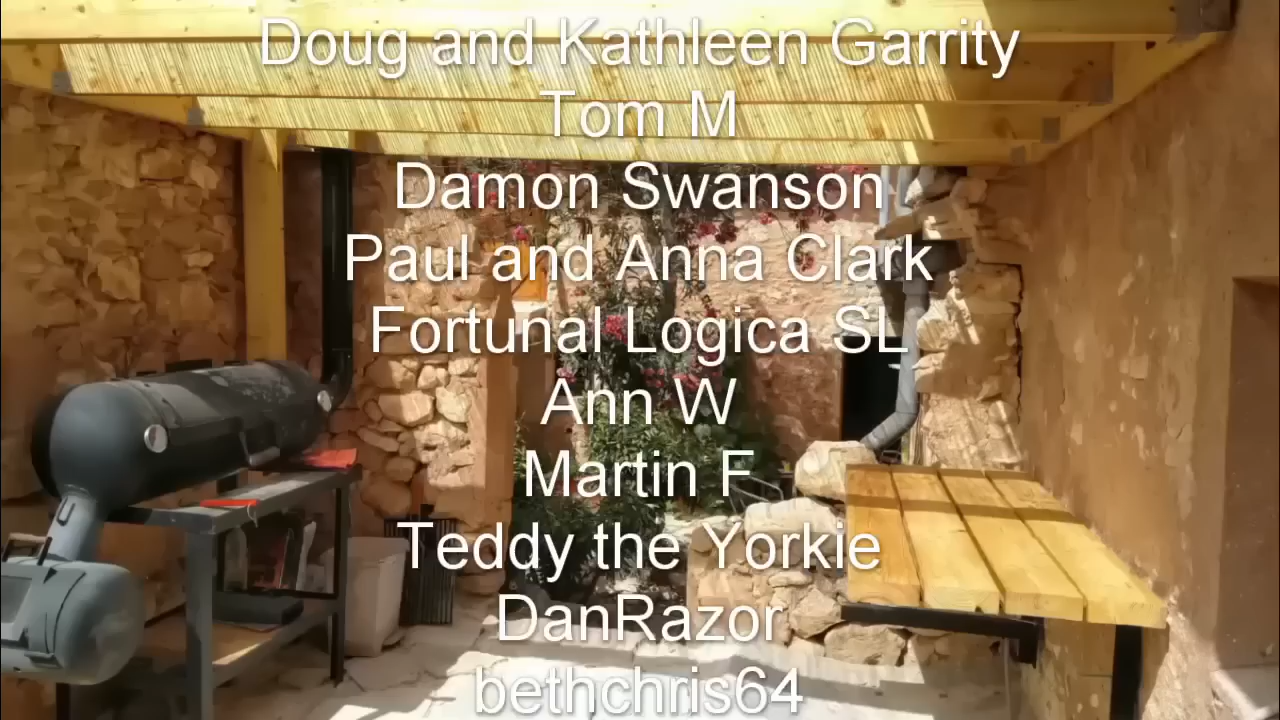 Doug and Kathleen Garrity
Tom M
Damon Swanson
Paul and Anna Clark
Fortunal Logica SL
Ann W
Martin F
Teddy the Yorkie
DanRazor
bethchris64